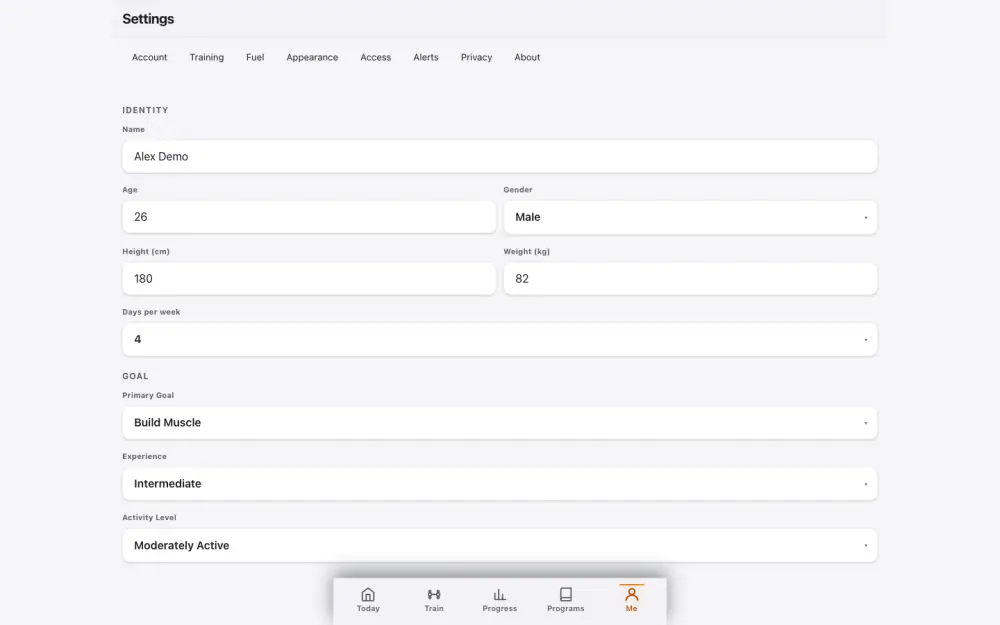 Settings
Account Training Fuel Appearance Access Alerts Privacy About
IDENTITY
Name
Alex Demo
Age Gender
26 Male
Height (cm) Weight (kg)
180 82
Days per week
4
GOAL
Primary Goal
Build Muscle
Experience
Intermediate
Activity Level
Moderately Active
Today Train Progress Programs Me